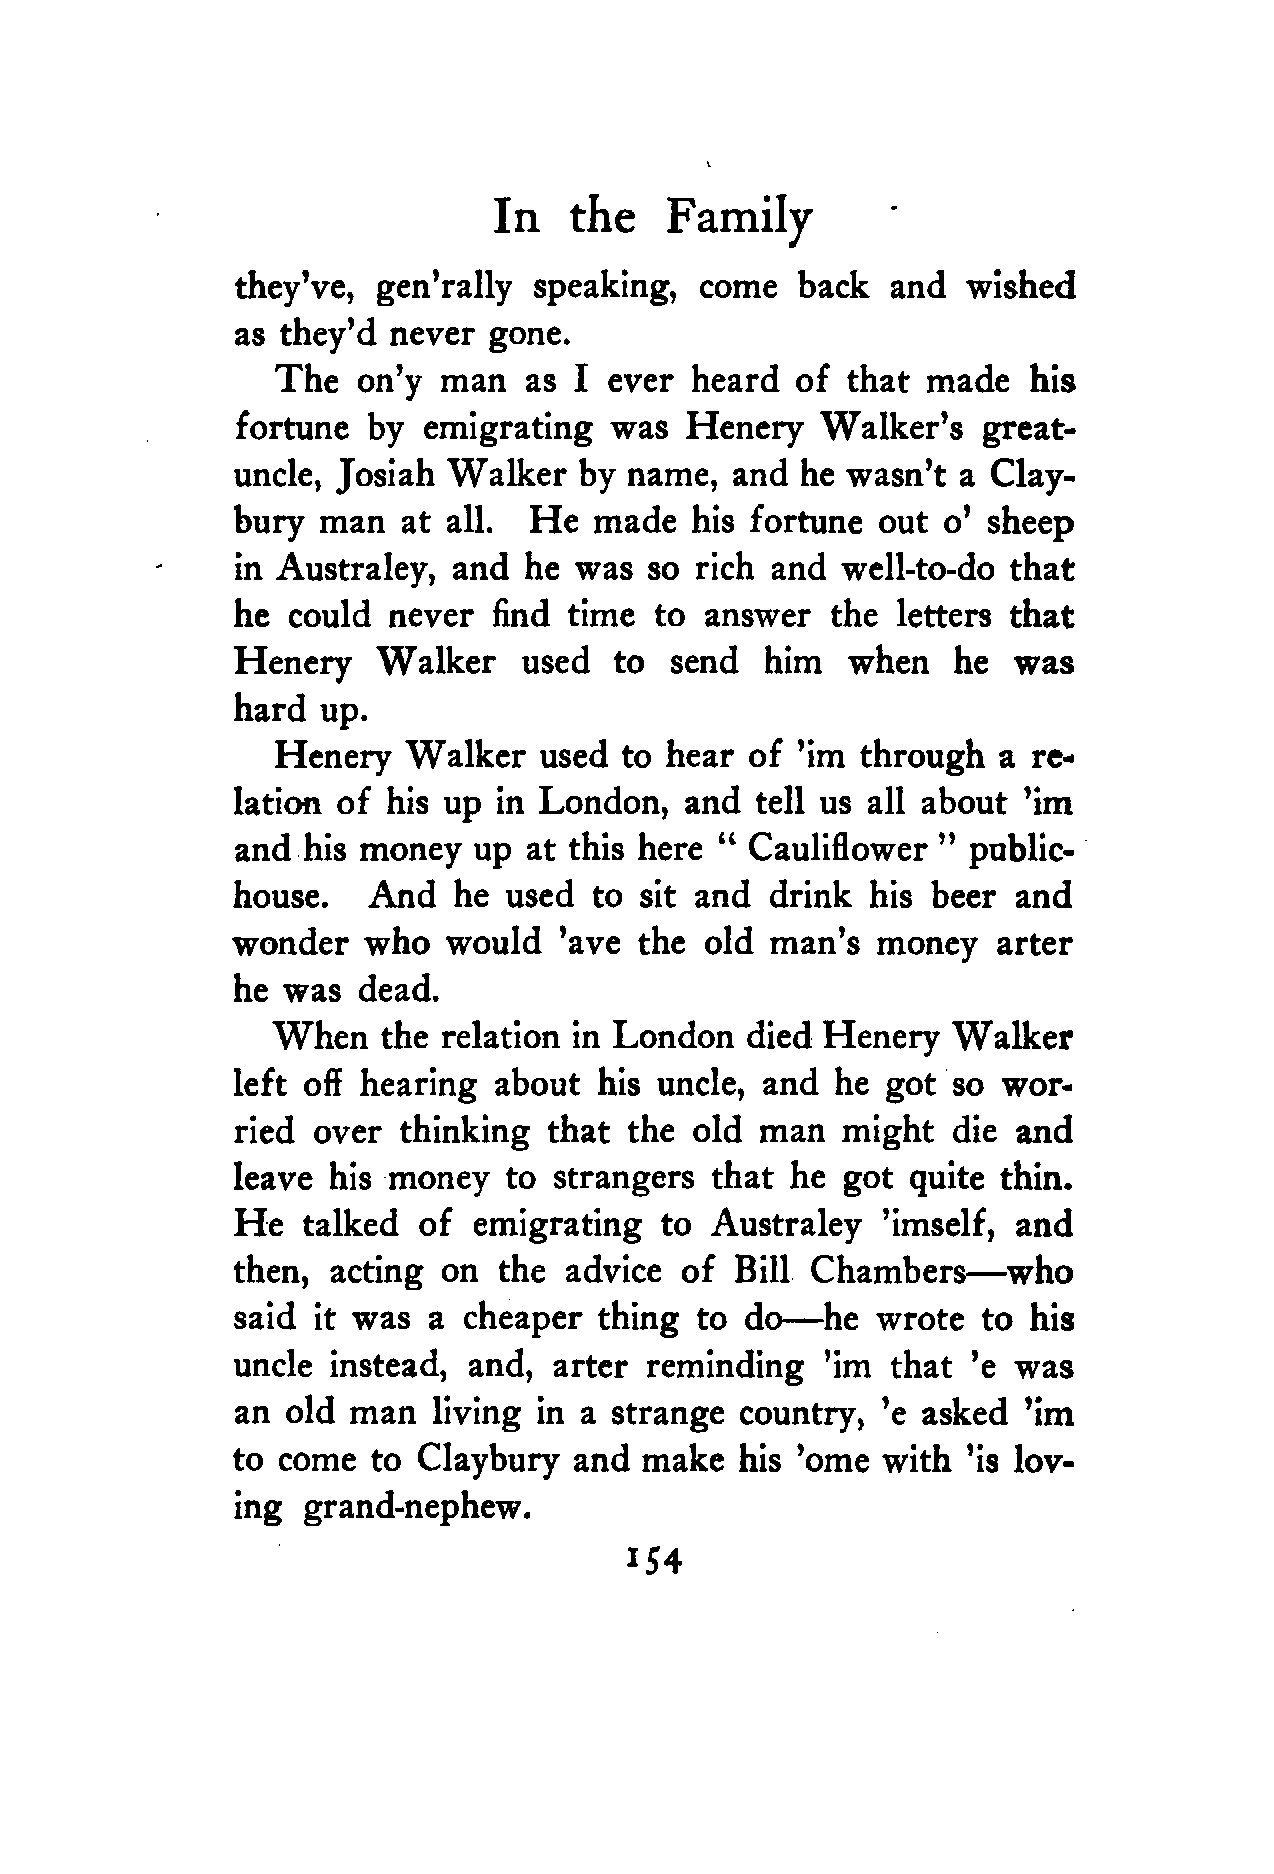 In the Family
they've, gen'rally speaking, come back and wished
as they'd never gone.
The on'y man as I ever heard of that made his
fortune by emigrating was Henery Walker's great-
uncle, Josiah Walker by name, and he wasn't a Clay-
bury man at all. He made his fortune out o' sheep
in Australey, and he was so rich and well-to-do that
he could never find time to answer the letters that
Henery Walker used to send him when he was
hard up.
Henery Walker used to hear of 'im through a re-
lation of his up in London, and tell us all about 'im
and his money up at this here " Cauliflower " public-
house. And he used to sit and drink his beer and
wonder who would 'ave the old man's money arter
he was dead.
When the relation in London died Henery Walker
left off hearing about his uncle, and he got so wor-
ried over thinking that the old man might die and
leave his money to strangers that he got quite thin.
He talked of emigrating to Australey 'imself, and
then, acting on the advice of Bill Chambers—who
said it was a cheaper thing to do—he wrote to his
uncle instead, and, arter reminding 'im that 'e was
an old man living in a strange country, 'e asked 'im
to come to Claybury and make his 'ome with 'is lov-
ing grand-nephew.
154